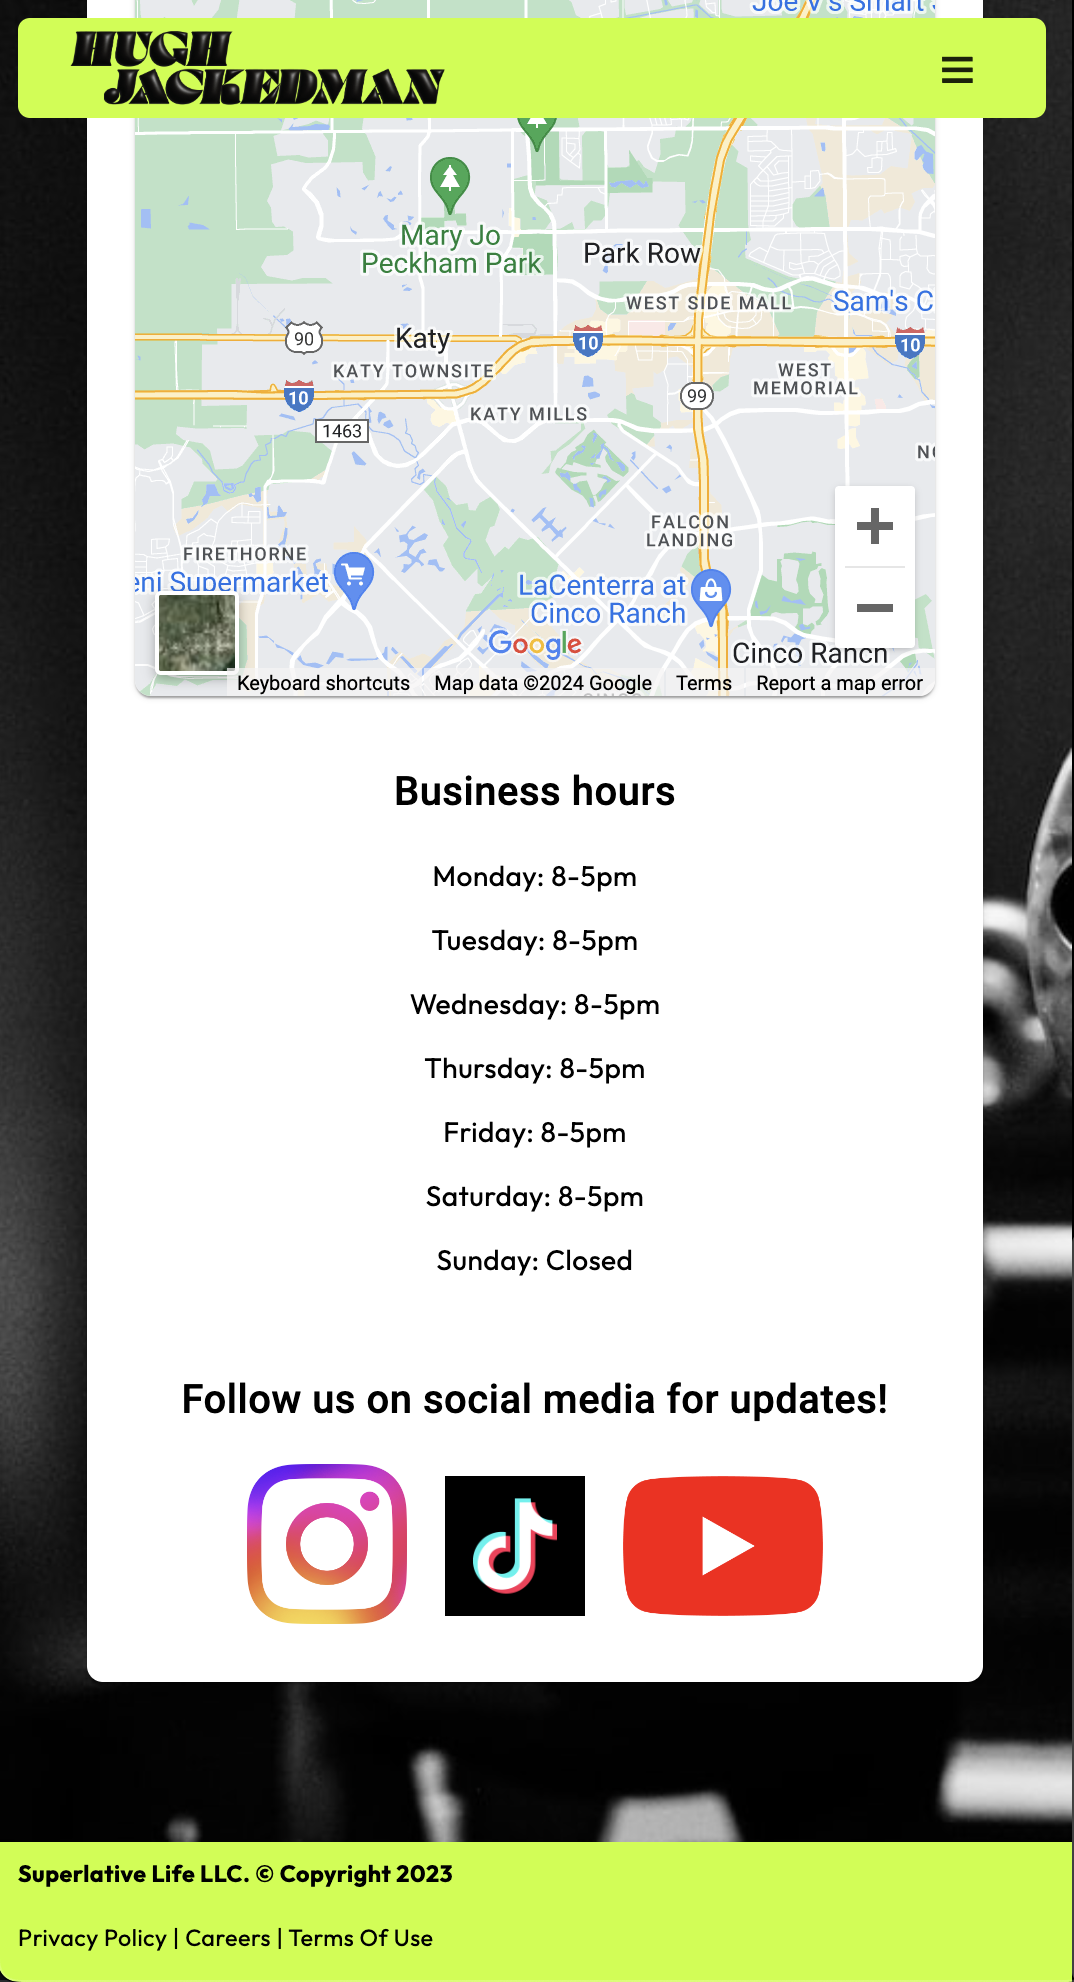 Joe V's Smart S
HUGH
JACKEDMAN
Mary Jo
Peckham Park
Park Row
WEST SIDE MALL
Sam's C
90
Katy
10
10
KATY TOWNSITE
WEST
MEMORIAL
10
99
KATY MILLS
1463
NO
FALCON
LANDING
FIRETHORNE
eni Supermarket
LaCenterra at
Cinco Ranch
Google
Cinco Ranch
Keyboard shortcuts
Map data ©2024 Google
Terms
Report a map error
Business hours
Monday: 8-5pm
Tuesday: 8-5pm
Wednesday: 8-5pm
Thursday: 8-5pm
Friday: 8-5pm
Saturday: 8-5pm
Sunday: Closed
Follow us on social media for updates!
Superlative Life LLC. © Copyright 2023
Privacy Policy | Careers | Terms Of Use